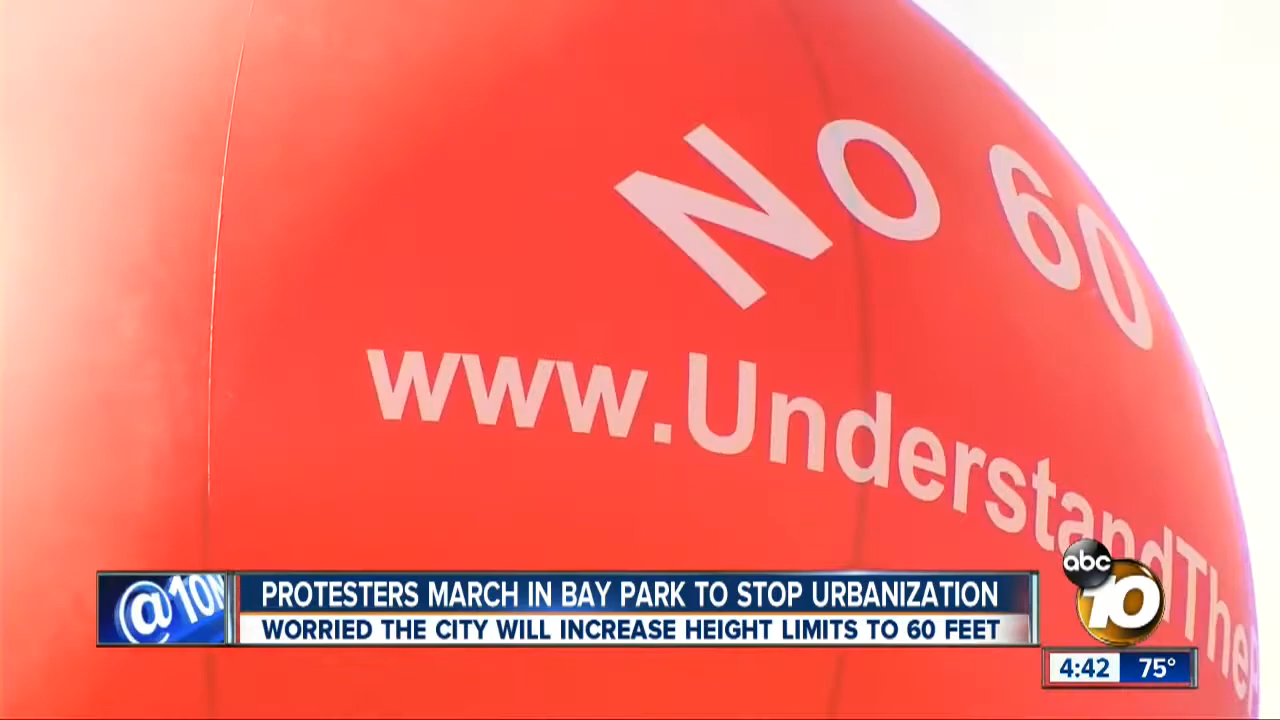 NO 60
www.UnderstandThe
@10N
PROTESTERS MARCH IN BAY PARK TO STOP URBANIZATION
WORRIED THE CITY WILL INCREASE HEIGHT LIMITS TO 60 FEET
abc
10
4:42 75°